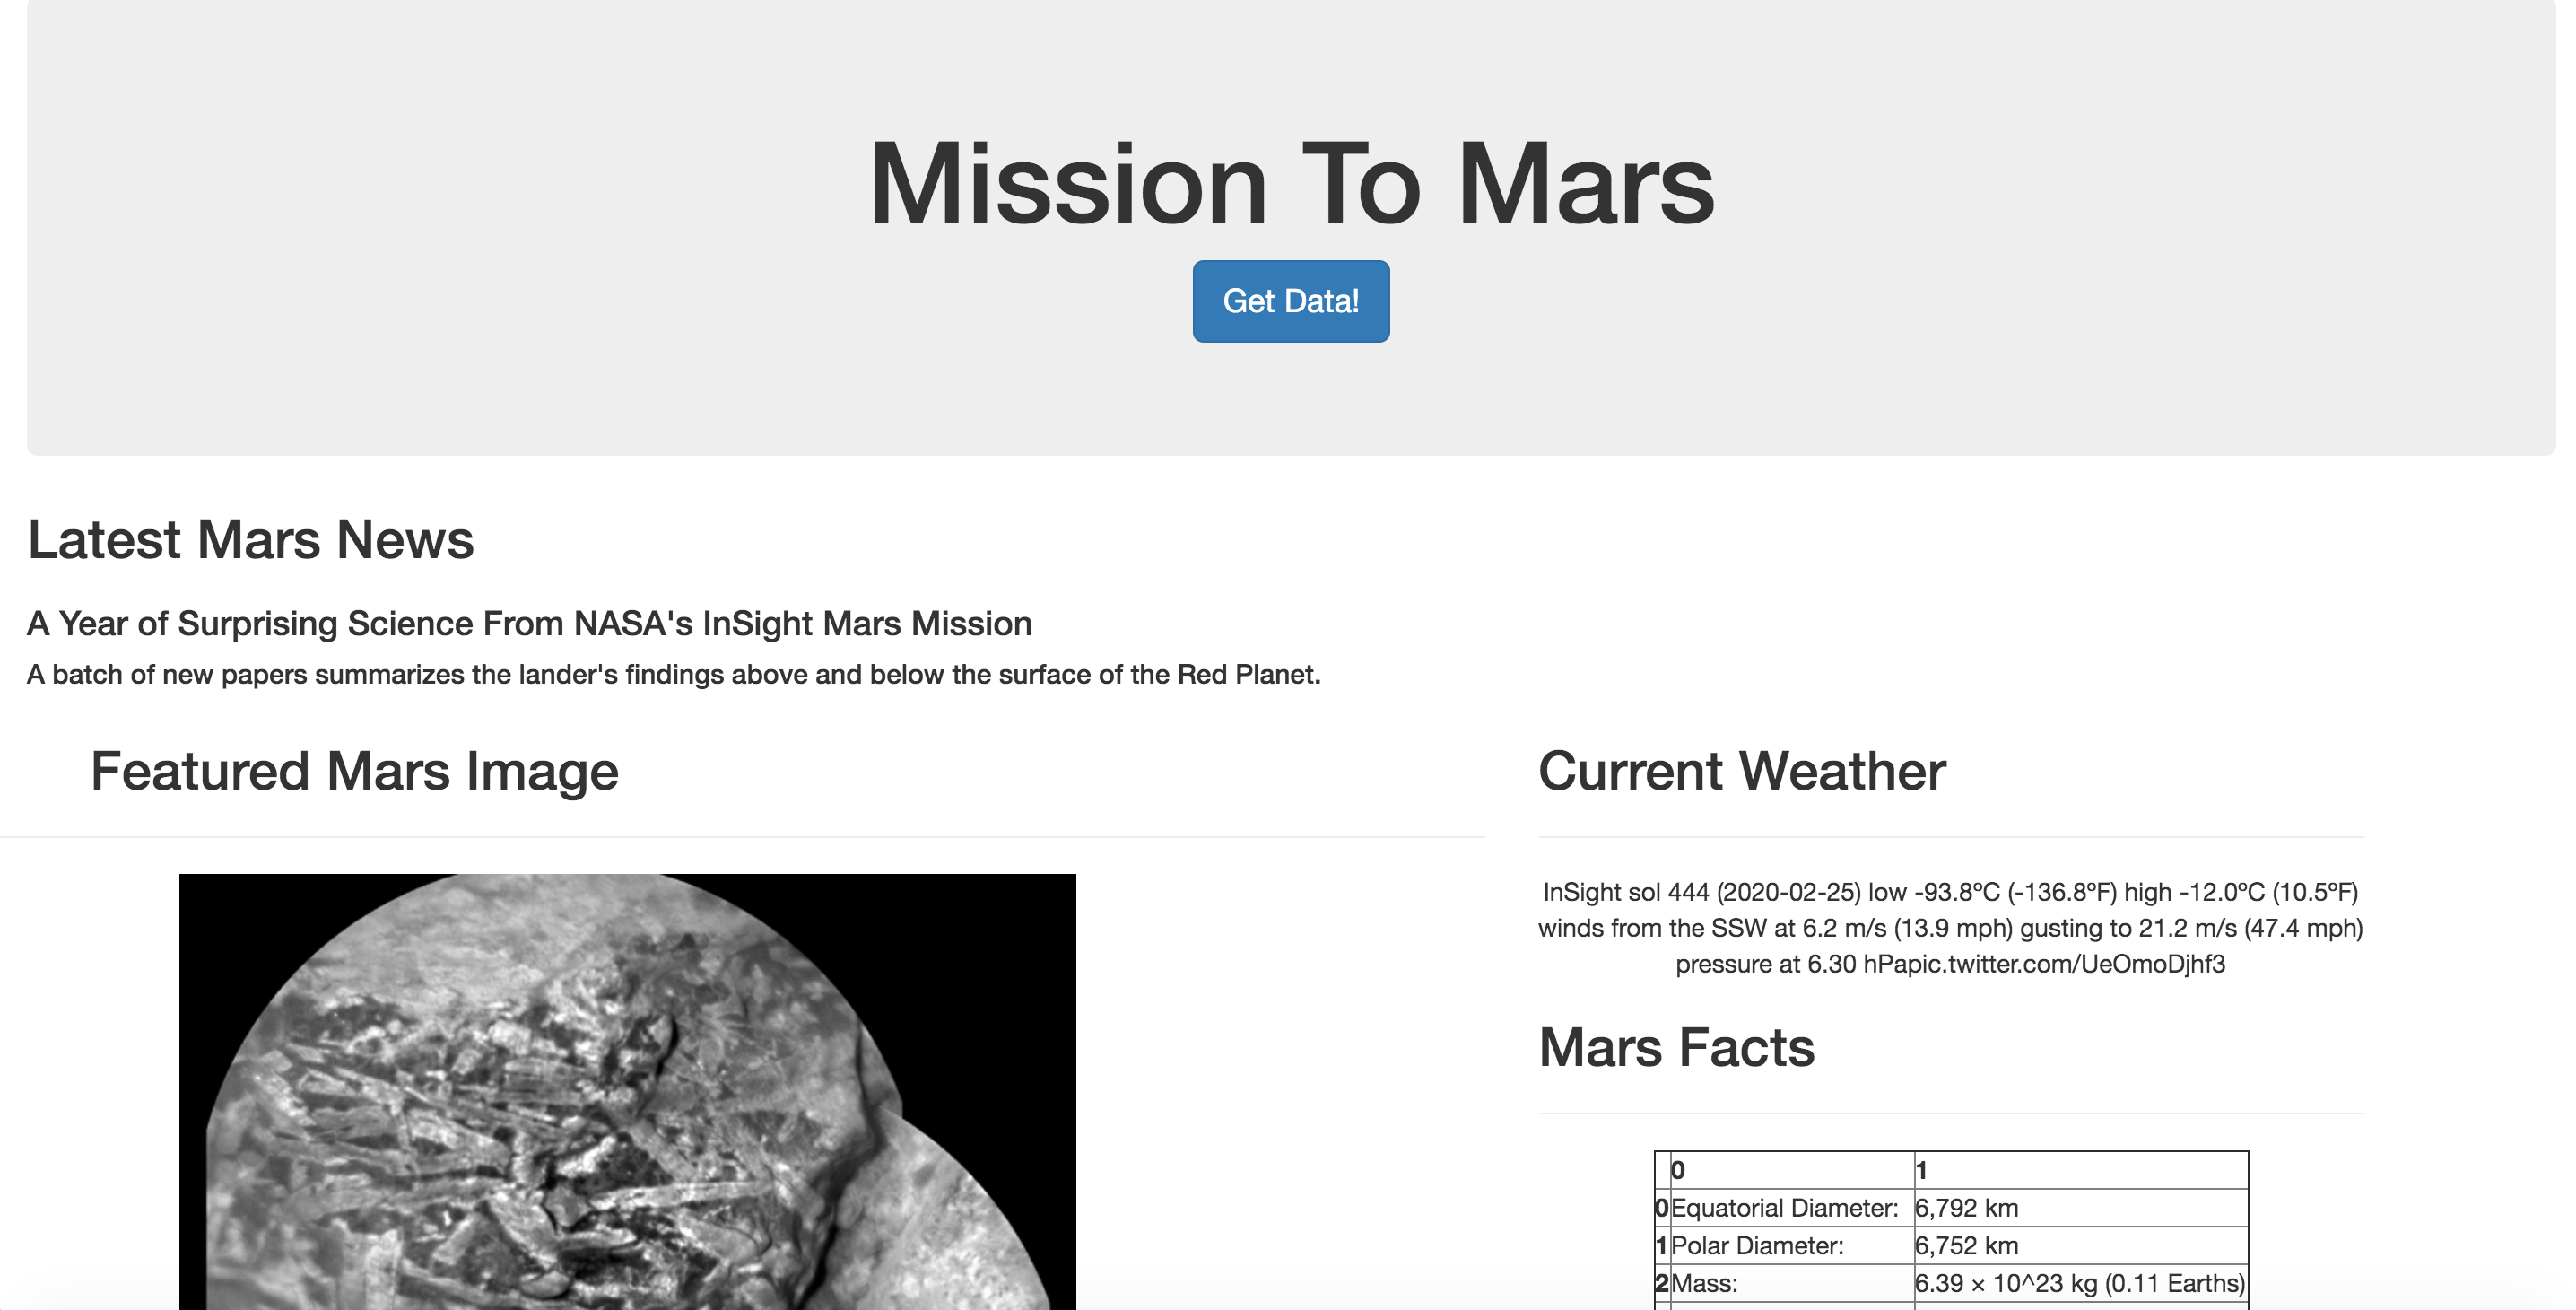 Mission To Mars
Get Data!
Latest Mars News
A Year of Surprising Science From NASA's InSight Mars Mission
A batch of new papers summarizes the lander's findings above and below the surface of the Red Planet.
Featured Mars Image
Current Weather
InSight sol 444 (2020-02-25) low -93.8ºC (-136.8ºF) high -12.0ºC (10.5ºF)
winds from the SSW at 6.2 m/s (13.9 mph) gusting to 21.2 m/s (47.4 mph)
pressure at 6.30 hPapic.twitter.com/UeOmoDjhf3
Mars Facts
0 1
0 Equatorial Diameter: 6,792 km
1 Polar Diameter: 6,752 km
2 Mass: 6.39 × 10^23 kg (0.11 Earths)